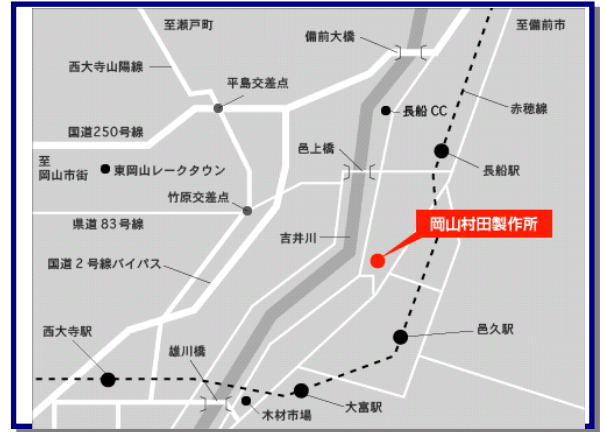 至瀬戸町
至備前市
備前大橋
西大寺山陽線
平島交差点
長船CC
赤穂線
国道250号線
邑上橋
至
岡山市街
東岡山レークタウン
長船駅
竹原交差点
県道83号線
岡山村田製作所
吉井川
国道2号線バイパス
西大寺駅
邑久駅
雄川橋
木材市場
大富駅